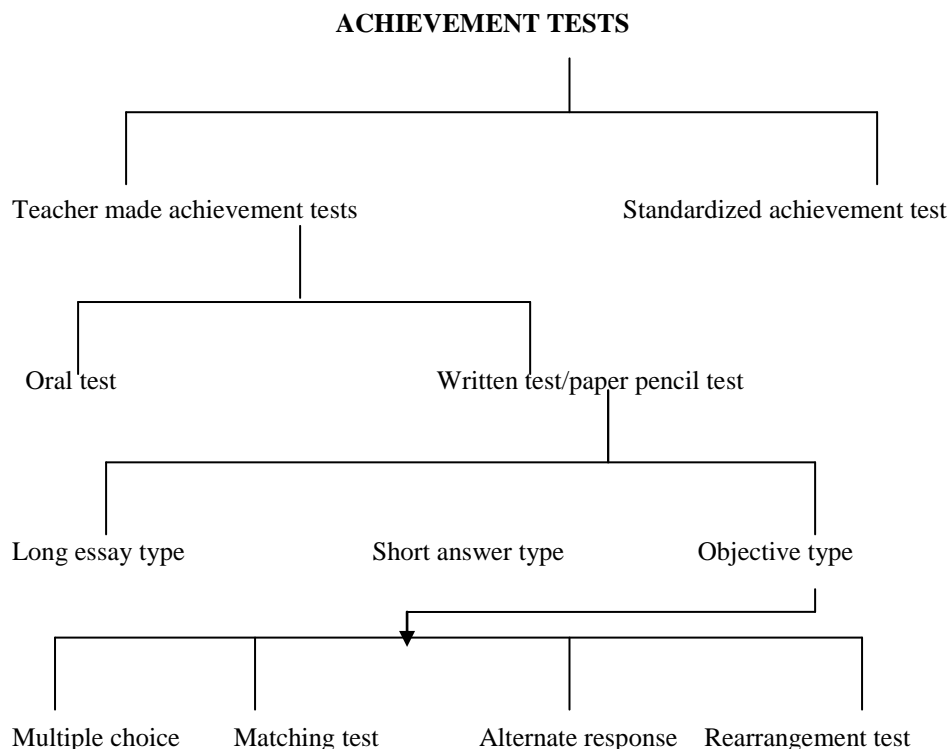 ACHIEVEMENT TESTS
Teacher made achievement tests Standardized achievement test
Oral test Written test/paper pencil test
Long essay type Short answer type Objective type
Multiple choice Matching test Alternate response Rearrangement test